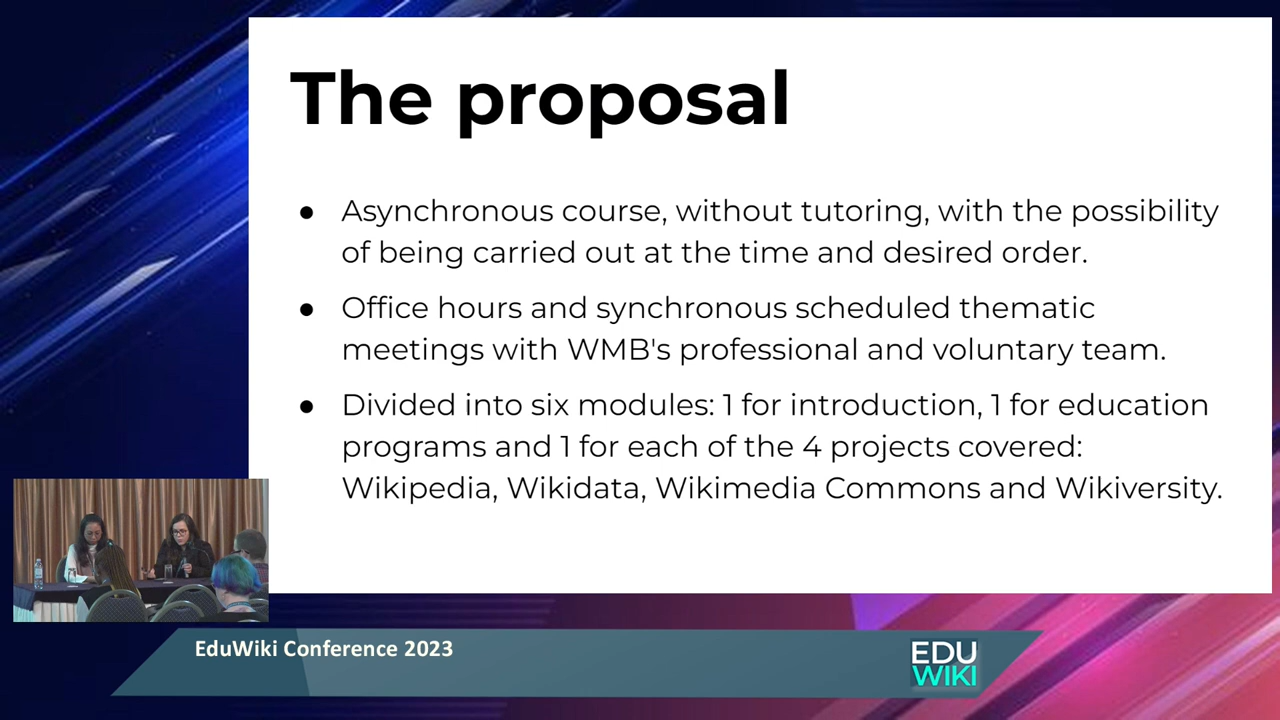 The proposal
● Asynchronous course, without tutoring, with the possibility
of being carried out at the time and desired order.
● Office hours and synchronous scheduled thematic
meetings with WMB's professional and voluntary team.
● Divided into six modules: 1 for introduction, 1 for education
programs and 1 for each of the 4 projects covered:
Wikipedia, Wikidata, Wikimedia Commons and Wikiversity.
EduWiki Conference 2023
EDU
WIKI